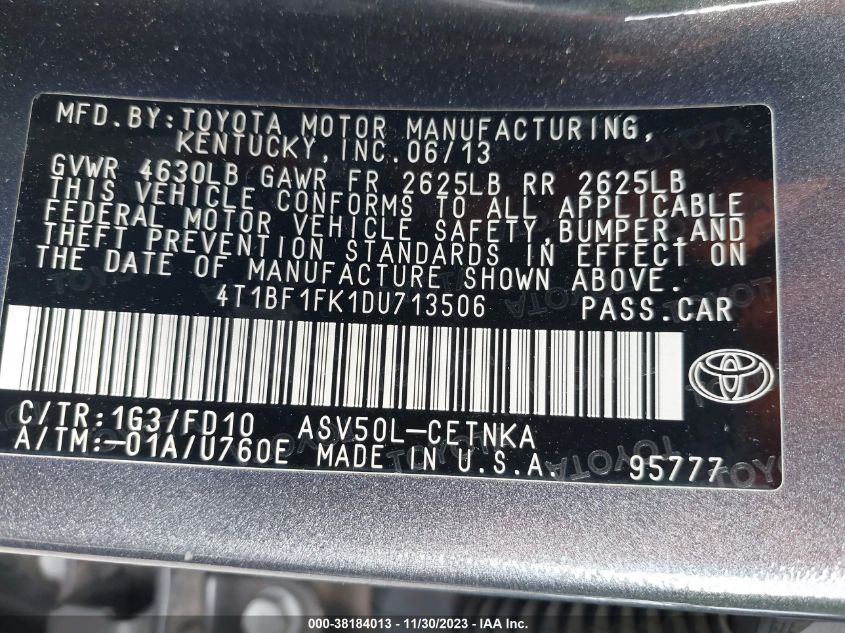 MFD.BY:TOYOTA MOTOR MANUFACTURING,
KENTUCKY, INC.06/13
GVWR 4630LB GAWR FR 2625LB RR 2625LB
THIS VEHICLE CONFORMS TO ALL APPLICABLE
FEDERAL MOTOR VEHICLE SAFETY,BUMPER,AND
THEFT PREVENTION STANDARDS IN EFFECT ON
THE DATE OF MANUFACTURE SHOWN ABOVE.
4T1BF1FK1DU713506 PASS.CAR
C/TR:1G3/FD10 ASV50L-CETNKA
A/TM:-01A/U760E MADE IN U.S.A. 95777
TOYOTA
000-38184013 - 11/30/2023 - IAA Inc.